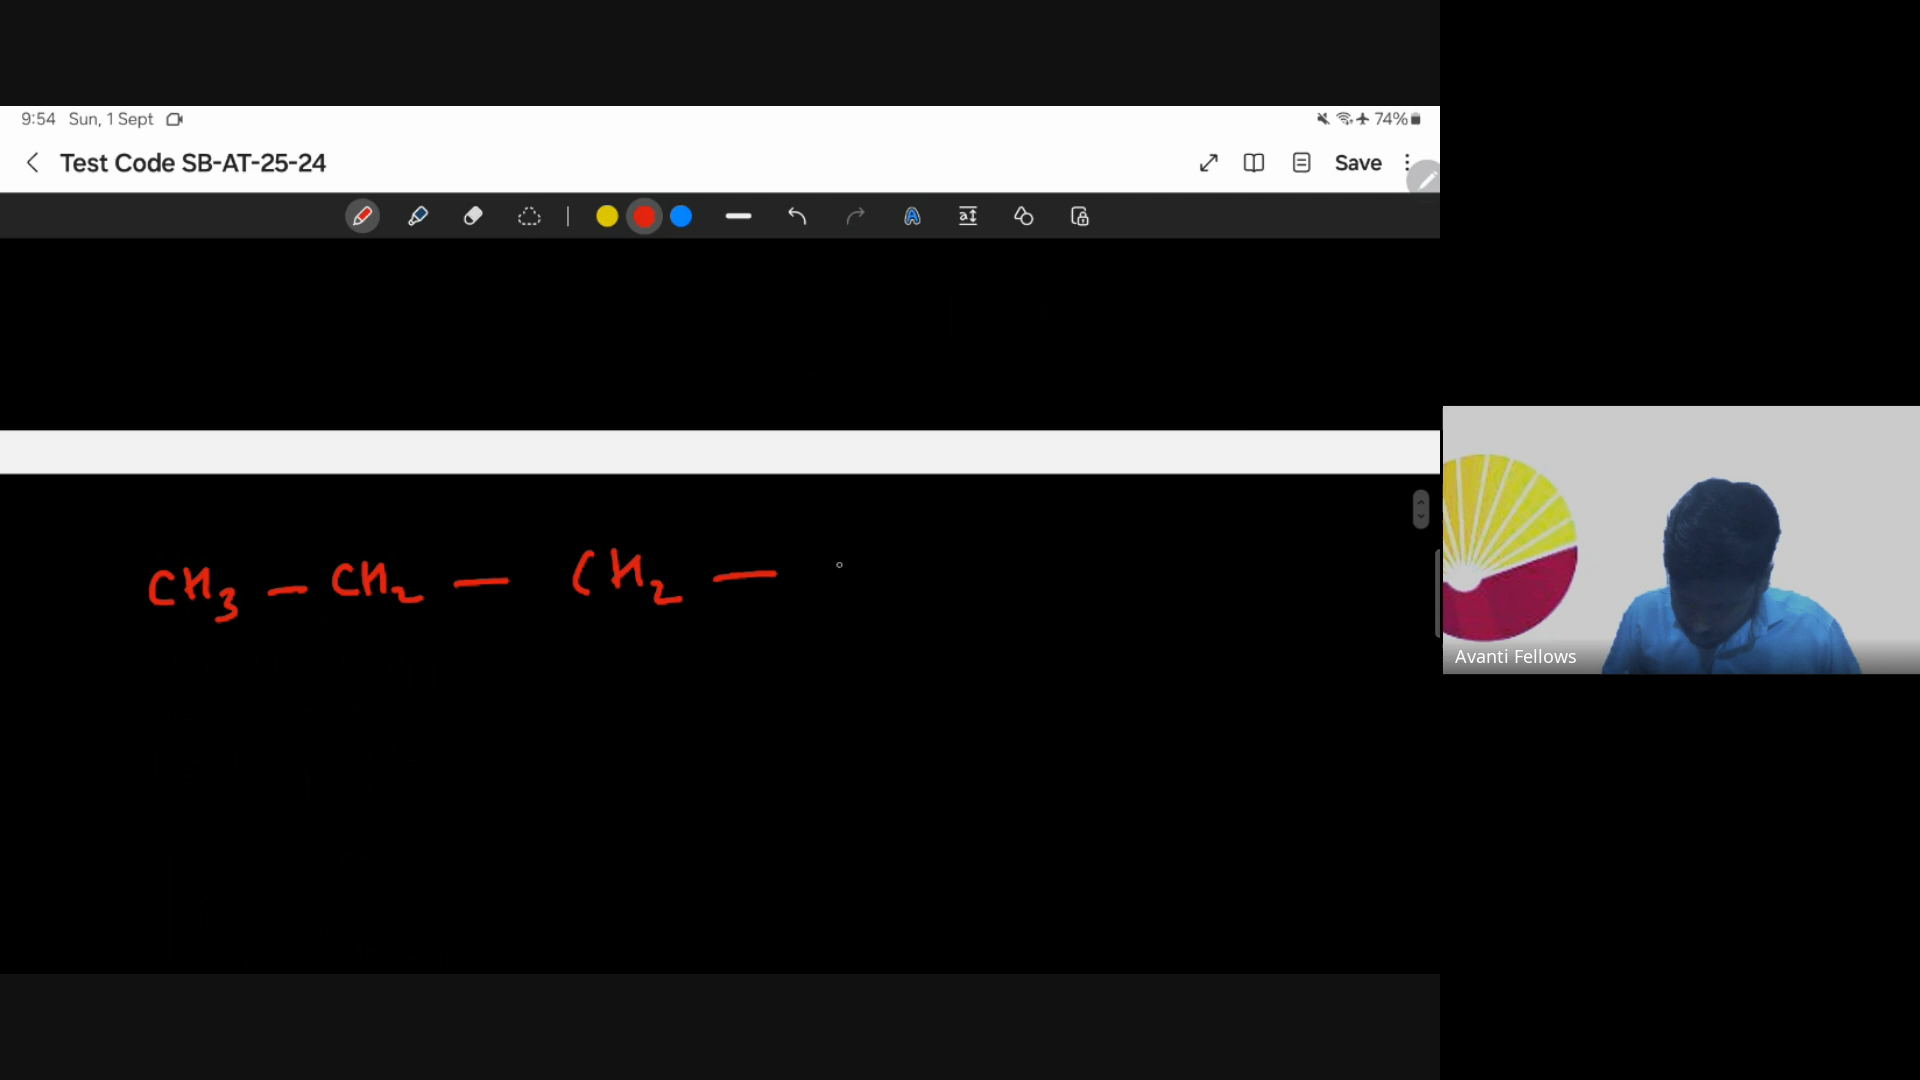 9:54 Sun, 1 Sept 74%
Test Code SB-AT-25-24 Save
CH₃ — CH₂ — CH₂ —
Avanti Fellows